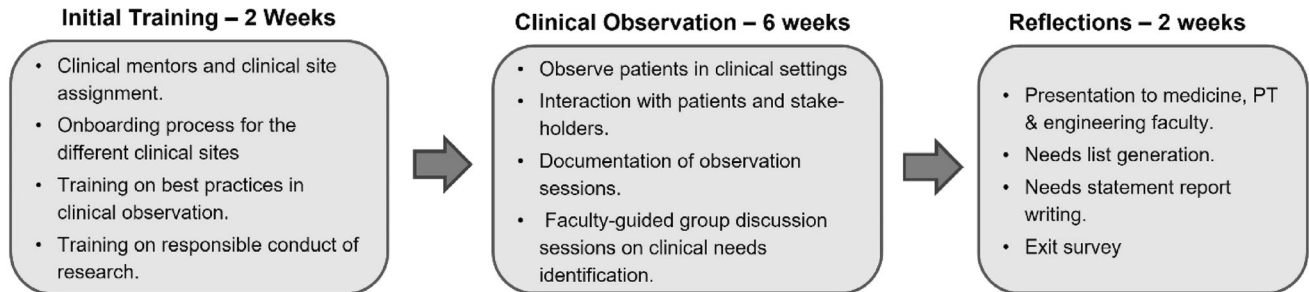 Initial Training – 2 Weeks
• Clinical mentors and clinical site
assignment.
• Onboarding process for the
different clinical sites
• Training on best practices in
clinical observation.
• Training on responsible conduct of
research.
Clinical Observation – 6 weeks
• Observe patients in clinical settings
• Interaction with patients and stake-
holders.
• Documentation of observation
sessions.
• Faculty-guided group discussion
sessions on clinical needs
identification.
Reflections – 2 weeks
• Presentation to medicine, PT
& engineering faculty.
• Needs list generation.
• Needs statement report
writing.
• Exit survey